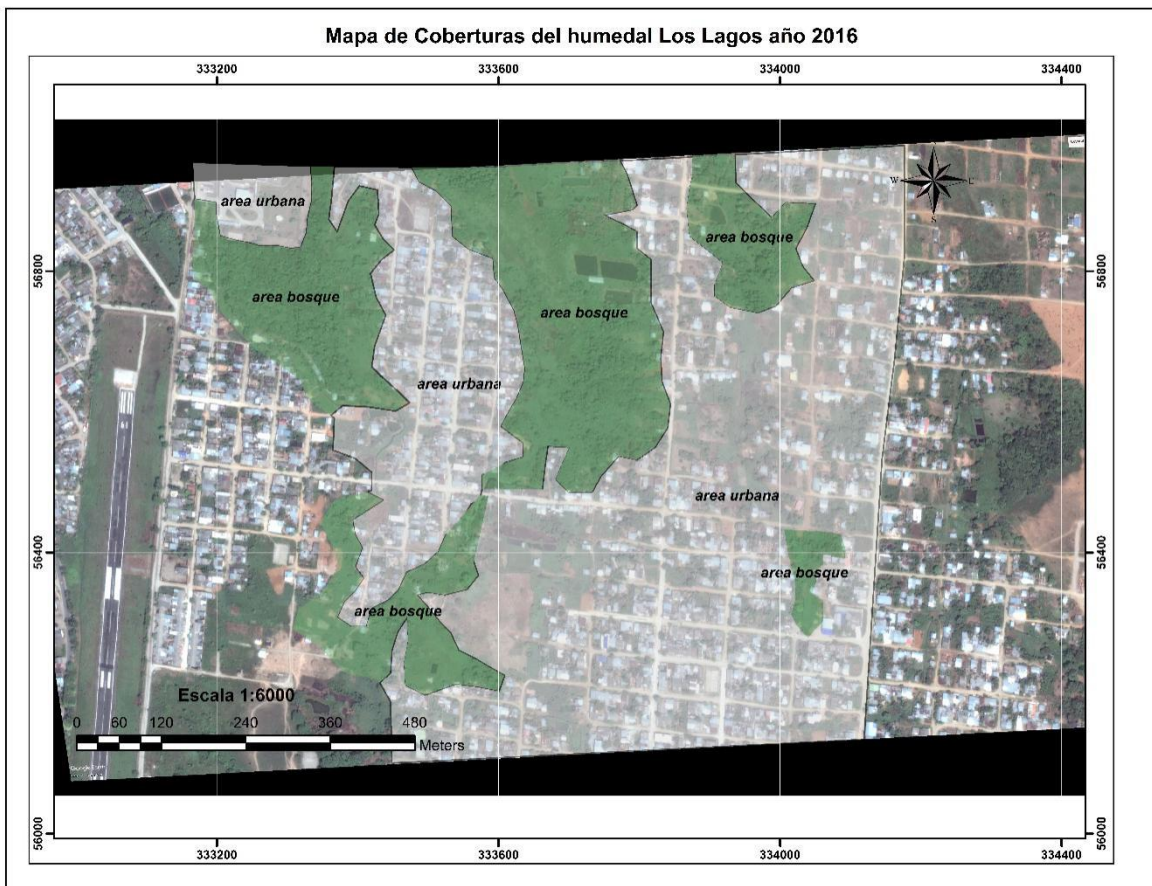 Mapa de Coberturas del humedal Los Lagos año 2016
333200
333600
334000
334400
W
L
S
area urbana
area bosque
56800
56800
area bosque
area bosque
area urbana
area urbana
56400
56400
area bosque
area bosque
Escala 1:6000
0 60 120 240 360 480
Meters
56000
56000
333200
333600
334000
334400